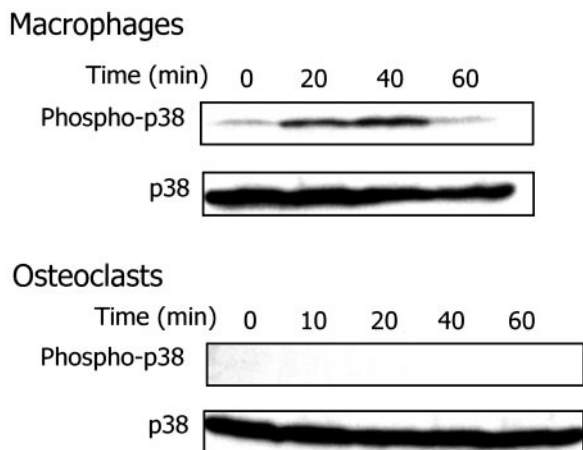 Macrophages
Time (min) 0 20 40 60
Phospho-p38
p38
Osteoclasts
Time (min) 0 10 20 40 60
Phospho-p38
p38